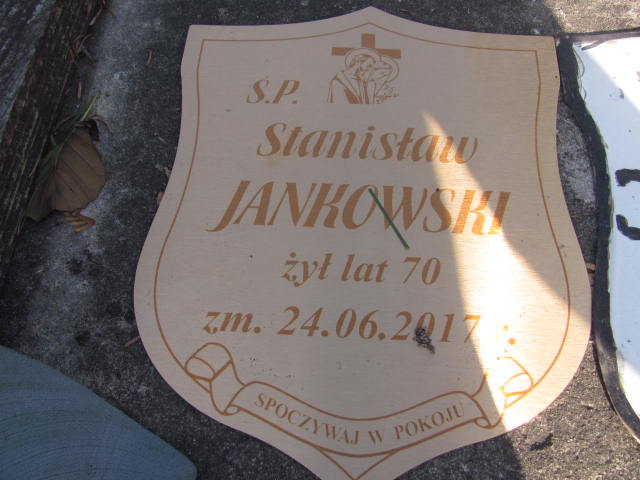 Ś.P.
Stanisław
JANKOWSKI
żył lat 70
zm. 24.06.2017
SPOCZYWAJ W POKOJU